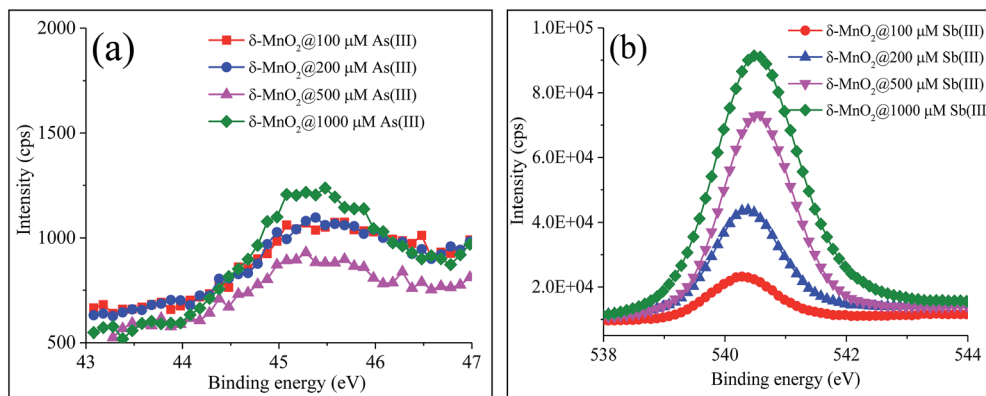 (a)
δ-MnO₂@100 μM As(III)
δ-MnO₂@200 μM As(III)
δ-MnO₂@500 μM As(III)
δ-MnO₂@1000 μM As(III)
2000
1500
1000
500
Intensity (cps)
43 44 45 46 47
Binding energy (eV)
(b)
δ-MnO₂@100 μM Sb(III)
δ-MnO₂@200 μM Sb(III)
δ-MnO₂@500 μM Sb(III)
δ-MnO₂@1000 μM Sb(III
1.0E+05
8.0E+04
6.0E+04
4.0E+04
2.0E+04
Intensity (cps)
538 540 542 544
Binding energy (eV)